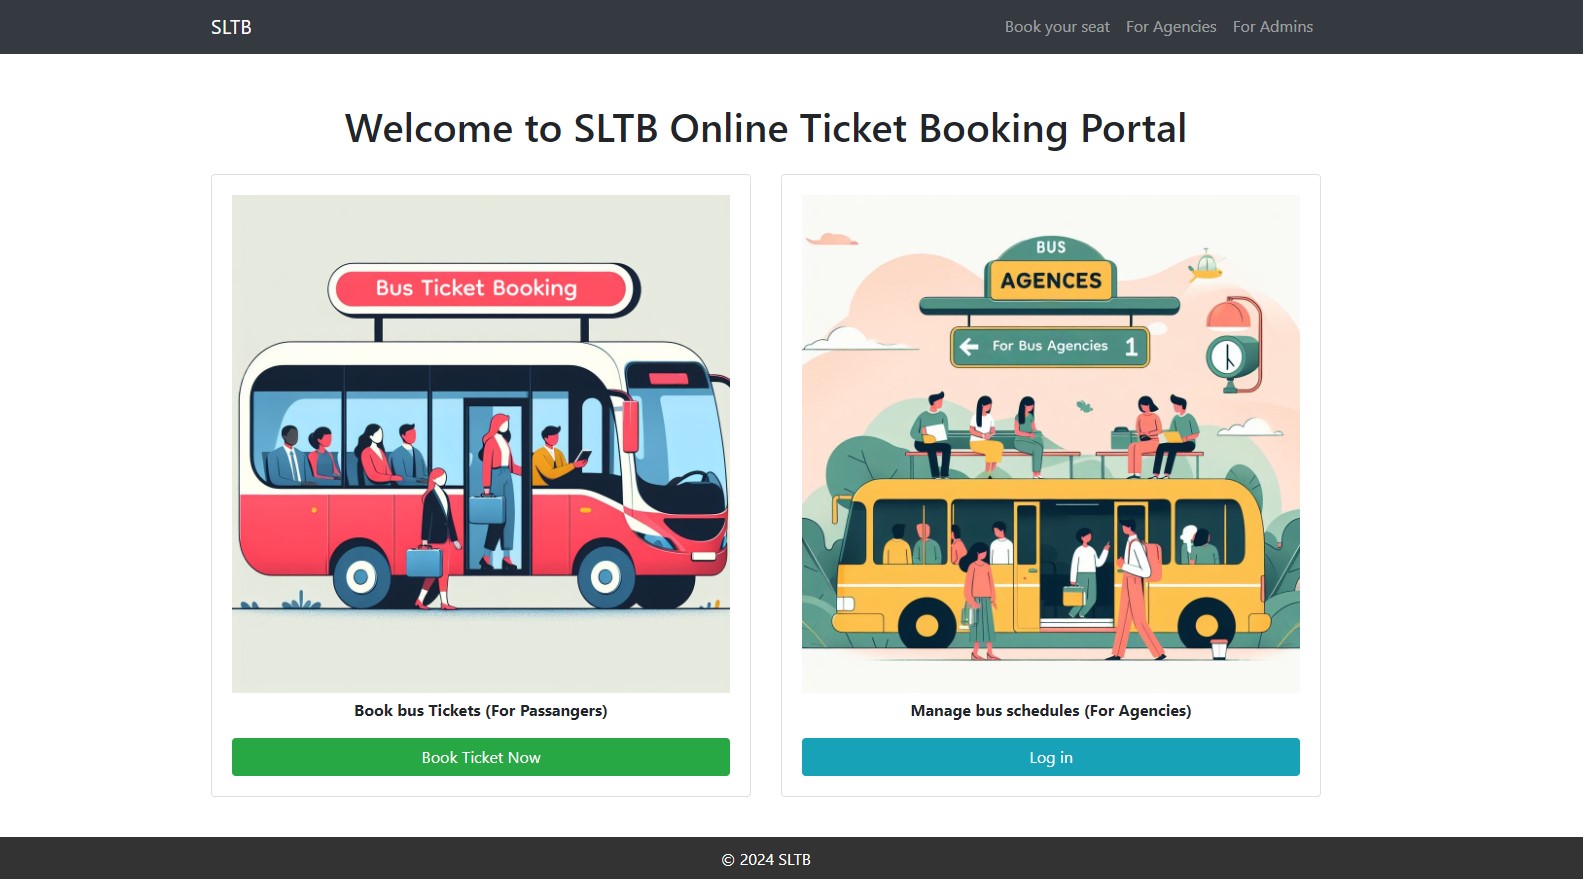 SLTB
Book your seat For Agencies For Admins
Welcome to SLTB Online Ticket Booking Portal
Bus Ticket Booking
Book bus Tickets (For Passangers)
Book Ticket Now
BUS
AGENCES
For Bus Agencies 1
Manage bus schedules (For Agencies)
Log in
© 2024 SLTB